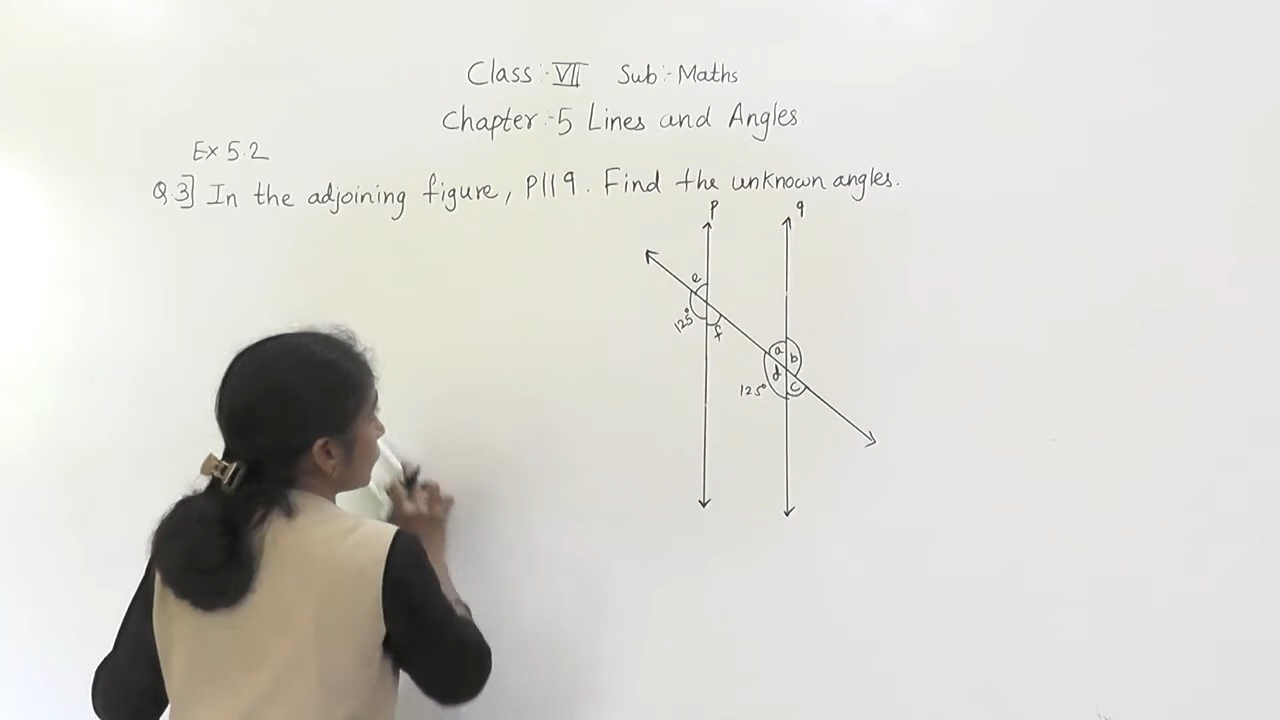 Class:- VII Sub:- Maths
Chapter:-5 Lines and Angles.
Ex 5.2
Q.3] In the adjoining figure, P||q. Find the unknown angles.
P q
e
125°
f
a b
d
125° c